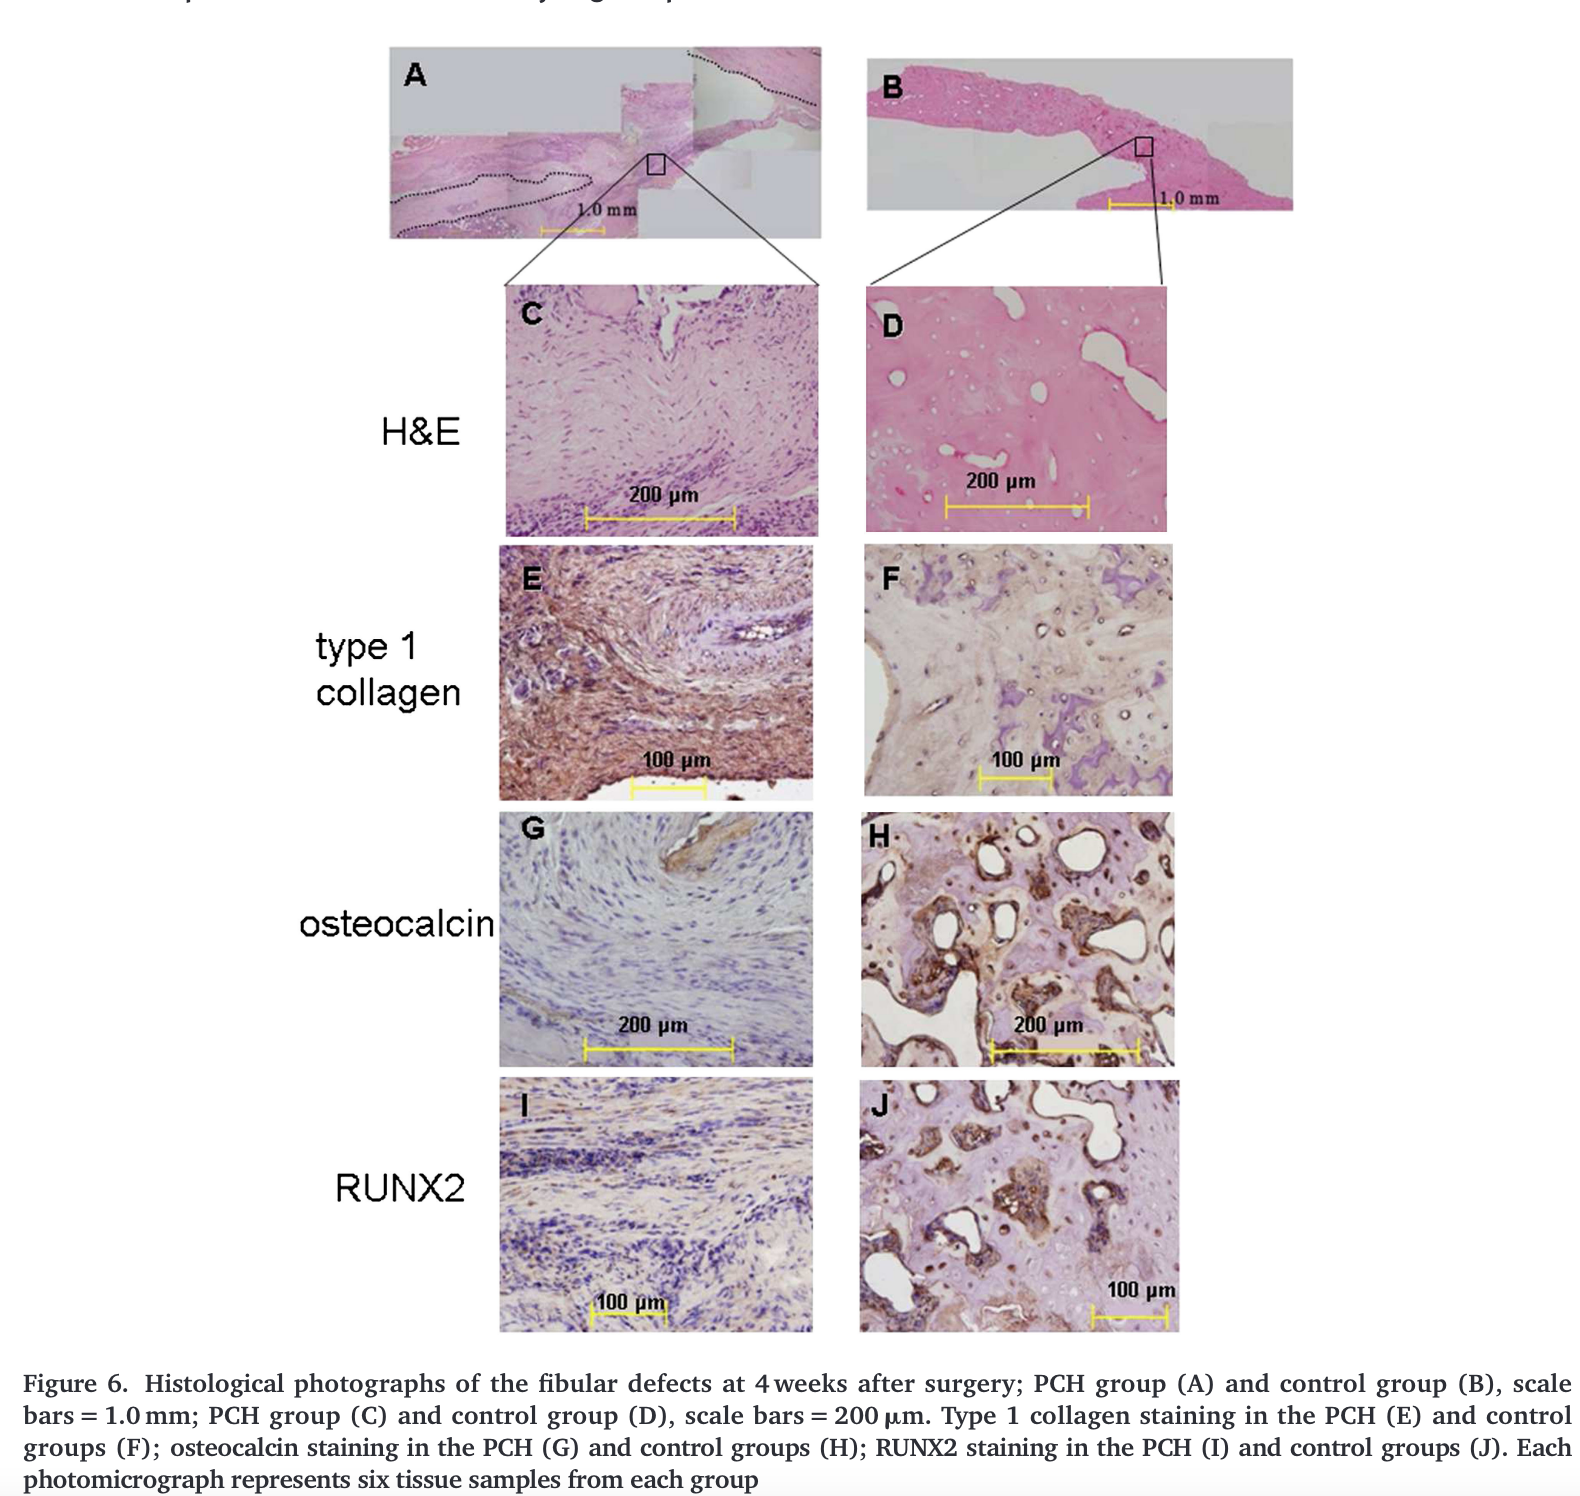 A
B
1.0 mm
1.0 mm
C
D
H&E
200 µm
200 µm
E
F
type 1
collagen
100 µm
100 µm
G
H
osteocalcin
200 µm
200 µm
I
J
RUNX2
100 µm
100 µm
Figure 6. Histological photographs of the fibular defects at 4 weeks after surgery; PCH group (A) and control group (B), scale
bars = 1.0 mm; PCH group (C) and control group (D), scale bars = 200 µm. Type 1 collagen staining in the PCH (E) and control
groups (F); osteocalcin staining in the PCH (G) and control groups (H); RUNX2 staining in the PCH (I) and control groups (J). Each
photomicrograph represents six tissue samples from each group